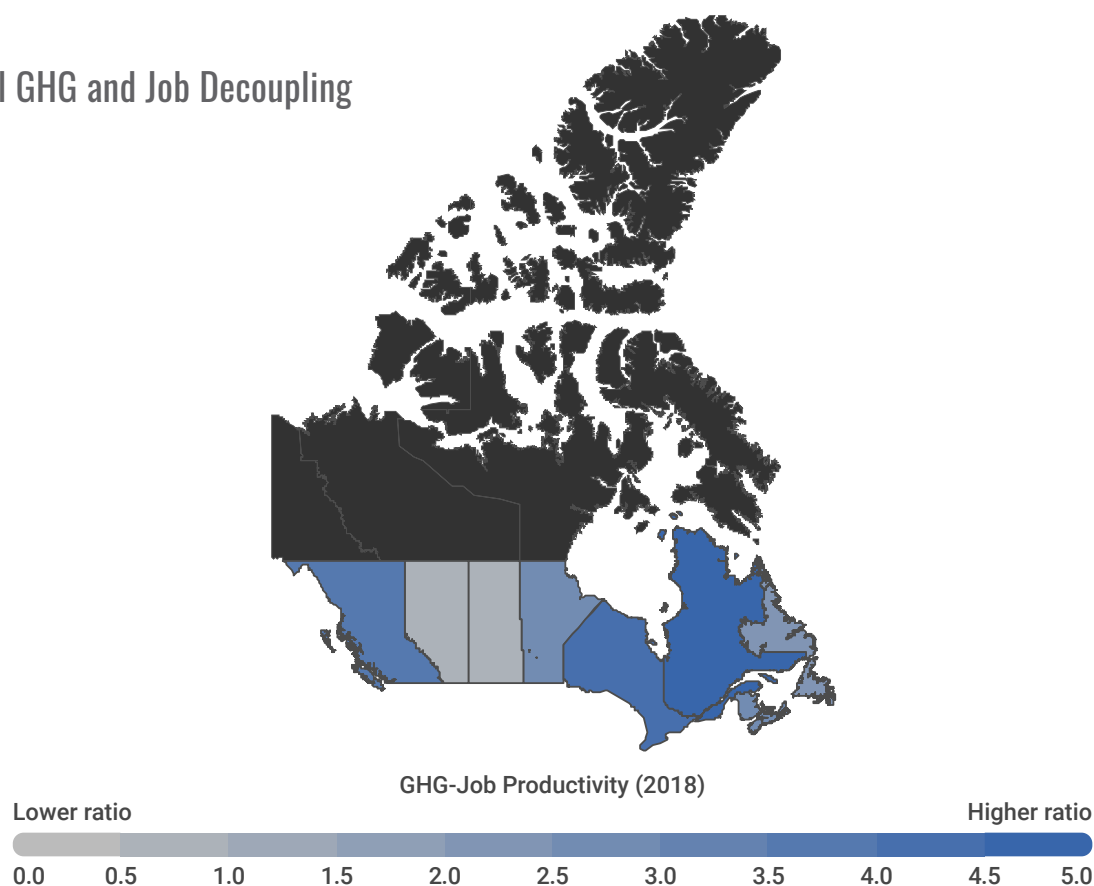 GHG and Job Decoupling
GHG-Job Productivity (2018)
Lower ratio Higher ratio
0.0 0.5 1.0 1.5 2.0 2.5 3.0 3.5 4.0 4.5 5.0